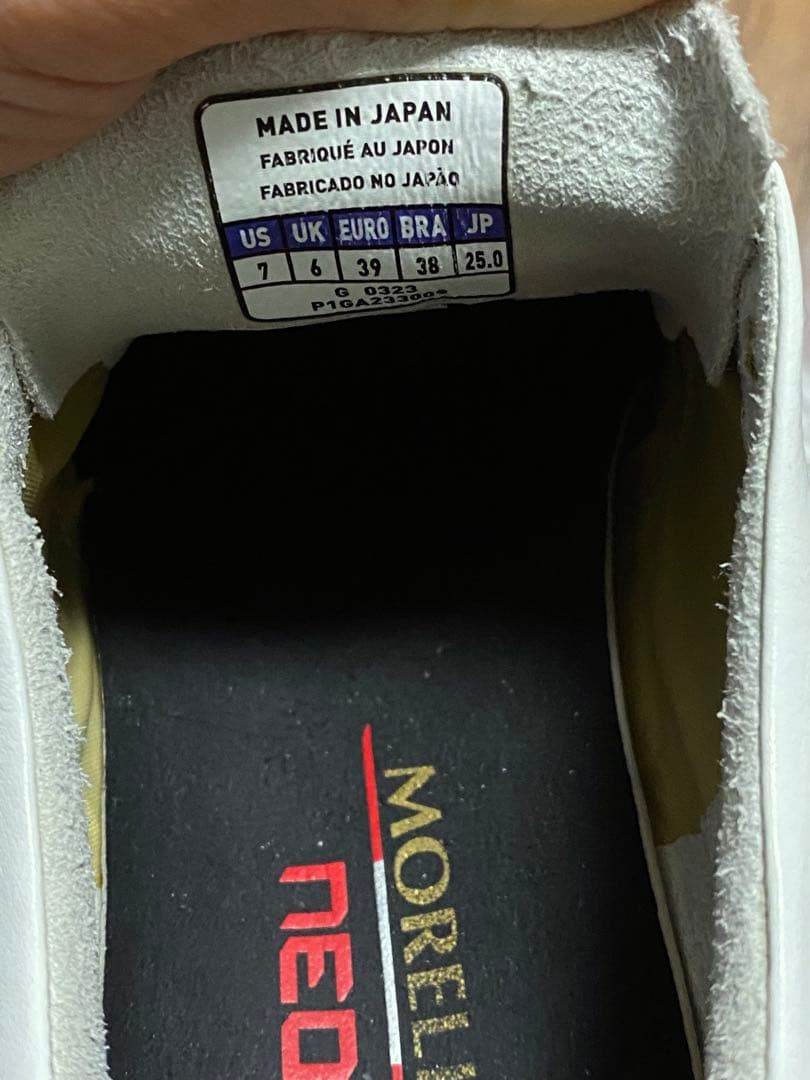 MADE IN JAPAN
FABRIQUÉ AU JAPON
FABRICADO NO JAPÃO
US UK EURO BRA JP
7 6 39 38 25.0
G 0323
MOREL
NEO